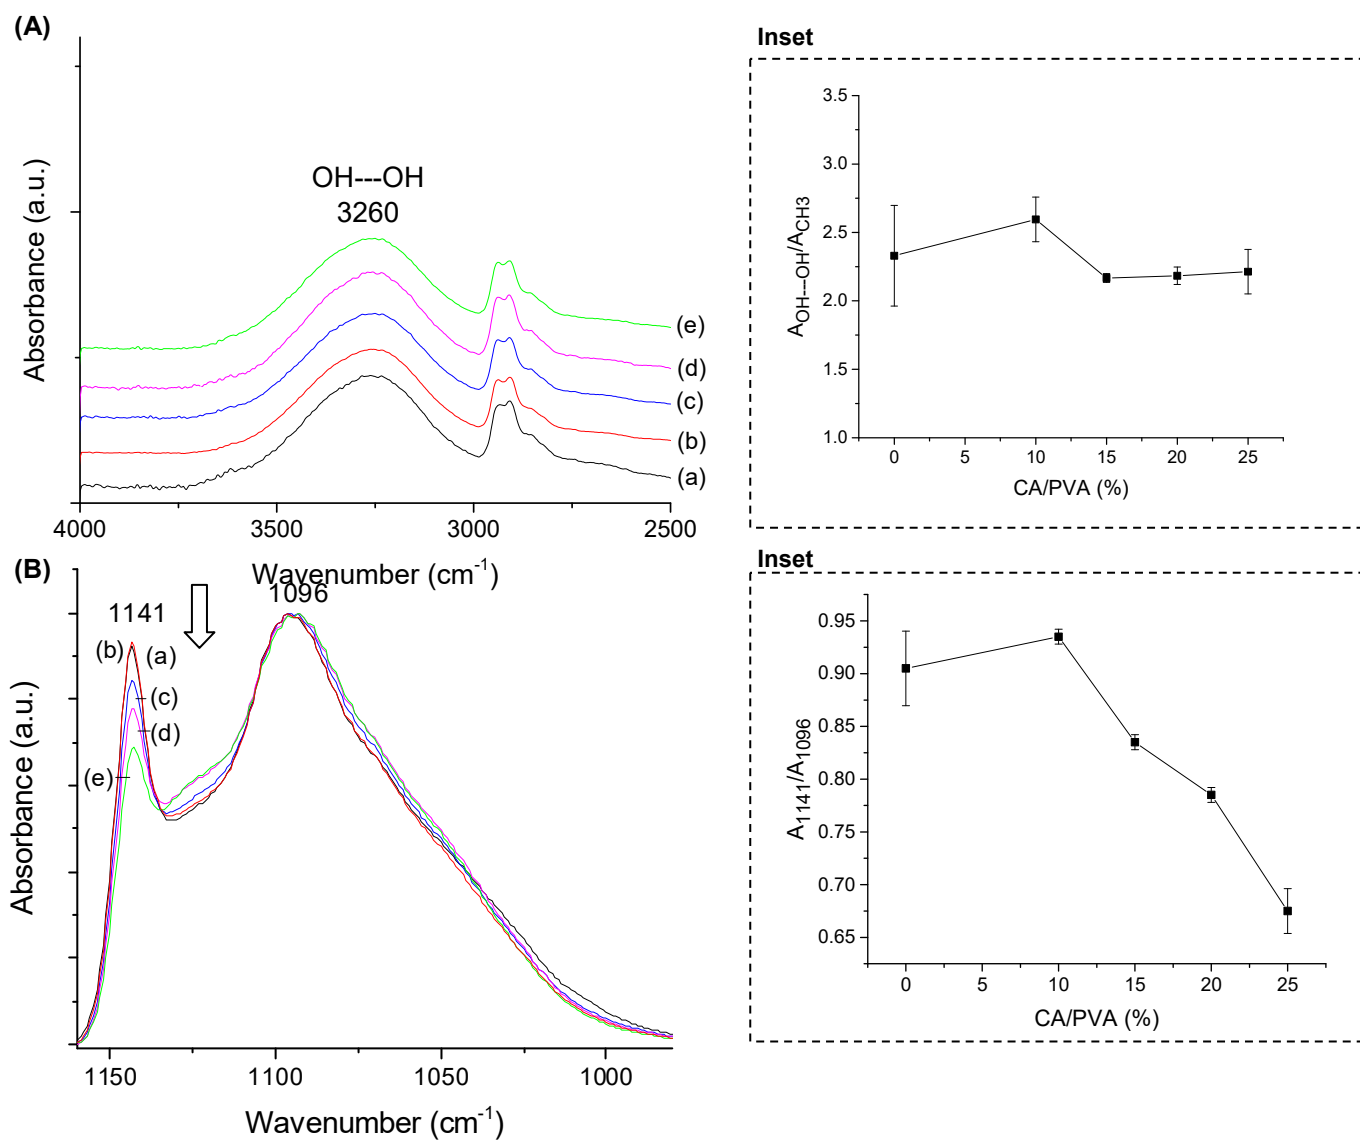 (A)
Absorbance (a.u.)
OH---OH
3260
(e)
(d)
(c)
(b)
(a)
4000 3500 3000 2500
Wavenumber (cm-1)
Inset
3.5
3.0
2.5
2.0
1.5
1.0
AOH---OH/ACH3
0 5 10 15 20 25
CA/PVA (%)
(B)
Absorbance (a.u.)
1141
1096
(b) (a)
(c)
(d)
(e)
1150 1100 1050 1000
Wavenumber (cm-1)
Inset
0.95
0.90
0.85
0.80
0.75
0.70
0.65
A1141/A1096
0 5 10 15 20 25
CA/PVA (%)